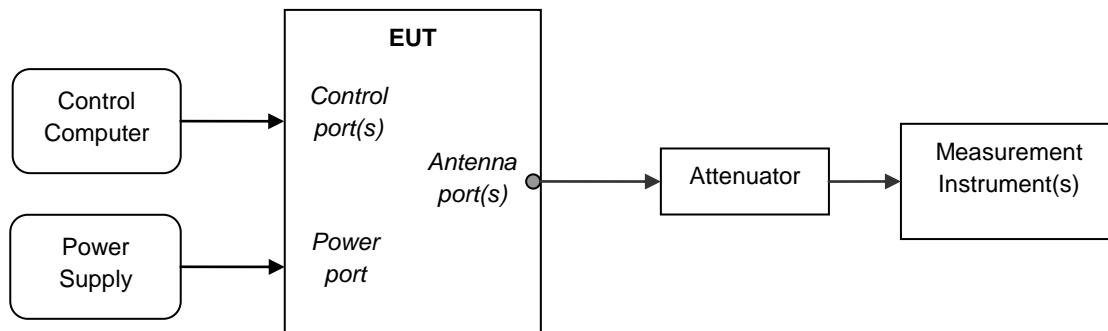 EUT
Control
Computer
Control
port(s)
Antenna
port(s)
Attenuator
Measurement
Instrument(s)
Power
Supply
Power
port